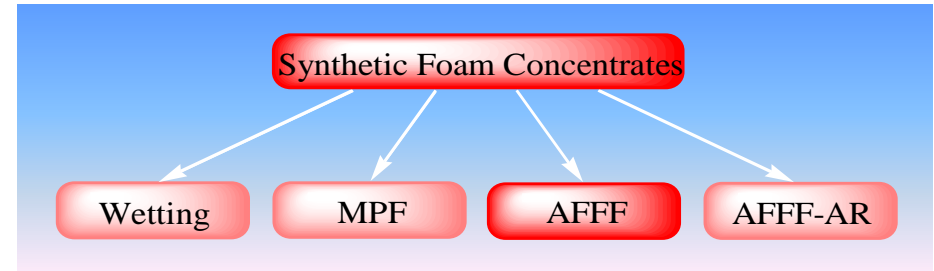 Synthetic Foam Concentrates
Wetting
MPF
AFFF
AFFF-AR